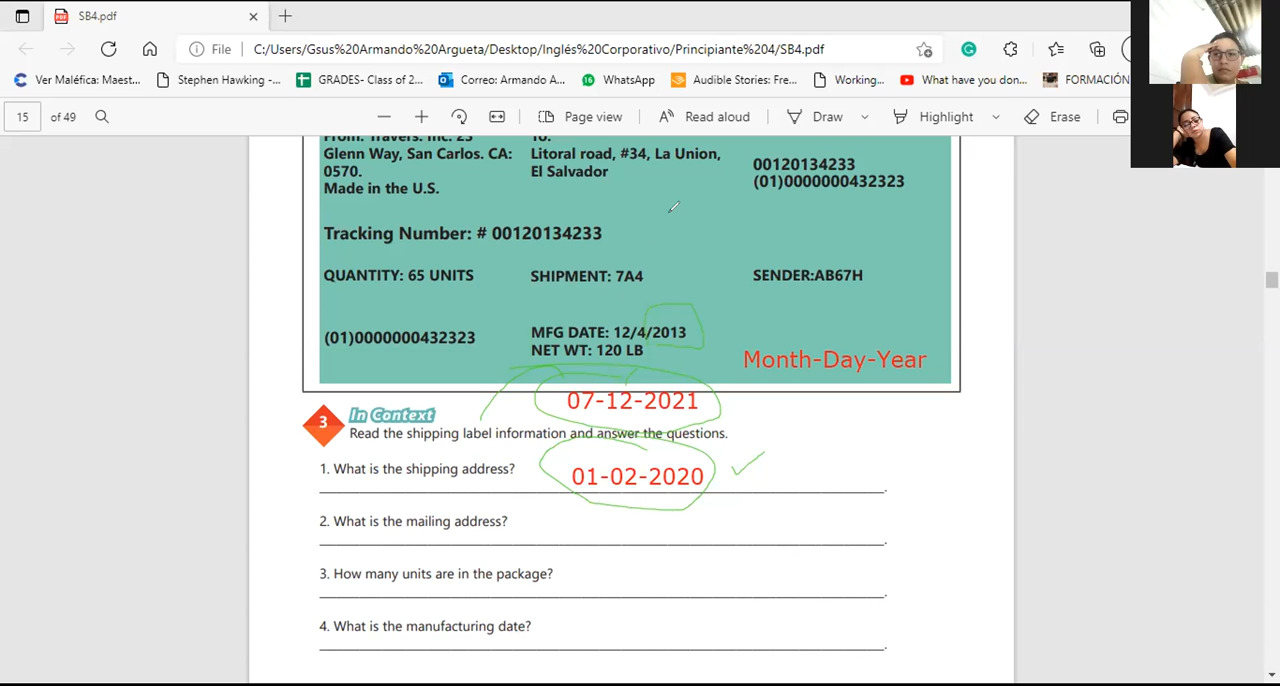 SB4.pdf
File C:/Users/Gsus%20Armando%20Argueta/Desktop/Inglés%20Corporativo/Principiante%204/SB4.pdf
Ver Maléfica: Maest... Stephen Hawking -... GRADES- Class of 2... Correo: Armando A... WhatsApp Audible Stories: Fre... Working... What have you don... FORMACIÓN
15 of 49 Page view Read aloud Draw Highlight Erase
From: Travers. Inc. 23 To:
Glenn Way, San Carlos. CA: Litoral road, #34, La Union, 00120134233
0570. El Salvador (01)0000000432323
Made in the U.S.
Tracking Number: # 00120134233
QUANTITY: 65 UNITS SHIPMENT: 7A4 SENDER:AB67H
(01)0000000432323 MFG DATE: 12/4/2013
NET WT: 120 LB Month-Day-Year
07-12-2021
3 In Context
Read the shipping label information and answer the questions.
1. What is the shipping address? 01-02-2020
2. What is the mailing address?
3. How many units are in the package?
4. What is the manufacturing date?